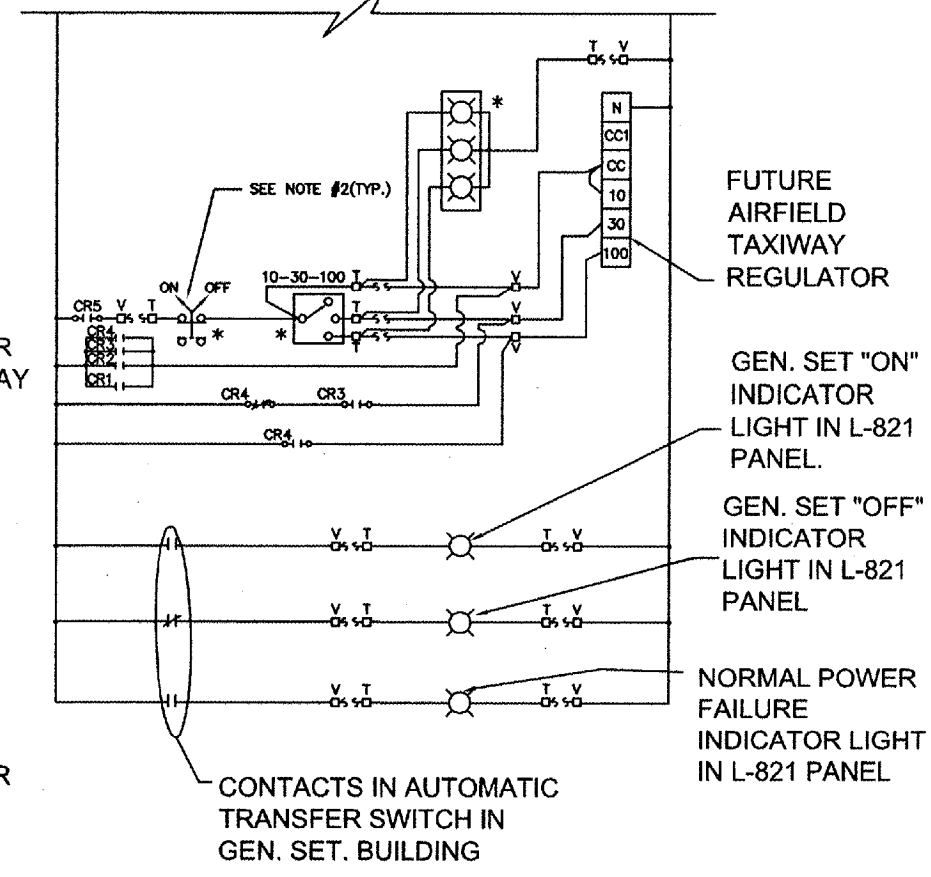 T V
*
N
CC1
CC
10
30
100
FUTURE
AIRFIELD
TAXIWAY
REGULATOR
SEE NOTE #2(TYP.)
ON OFF
10-30-100 T
V
CR5 V T
*
*
T
V
T
V
CR4
CR3
CR2
CR1
R
AY
CR4 CR3
CR4
GEN. SET "ON"
INDICATOR
LIGHT IN L-821
PANEL.
GEN. SET "OFF"
INDICATOR
LIGHT IN L-821
PANEL
V T T V
V T T V
V T T V
NORMAL POWER
FAILURE
INDICATOR LIGHT
IN L-821 PANEL
R
CONTACTS IN AUTOMATIC
TRANSFER SWITCH IN
GEN. SET. BUILDING